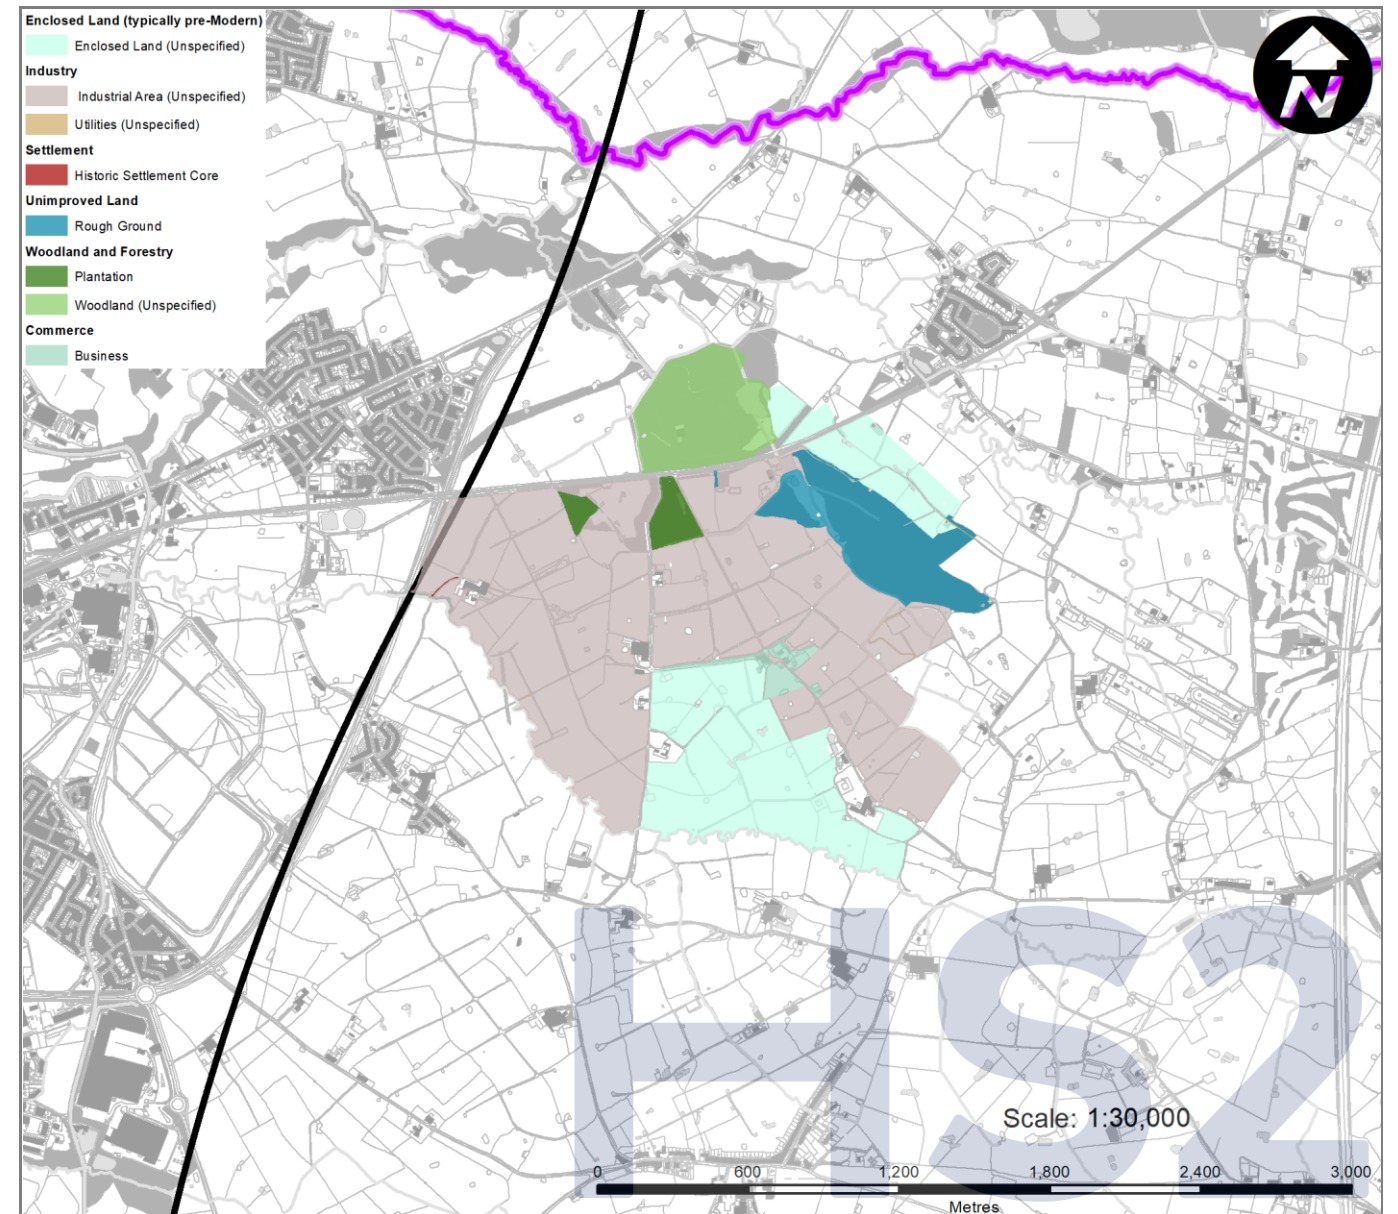 Enclosed Land (typically pre-Modern)
Enclosed Land (Unspecified)
Industry
Industrial Area (Unspecified)
Utilities (Unspecified)
Settlement
Historic Settlement Core
Unimproved Land
Rough Ground
Woodland and Forestry
Plantation
Woodland (Unspecified)
Commerce
Business
N
HS2
Scale: 1:30,000
0 600 1,200 1,800 2,400 3,000
Metres